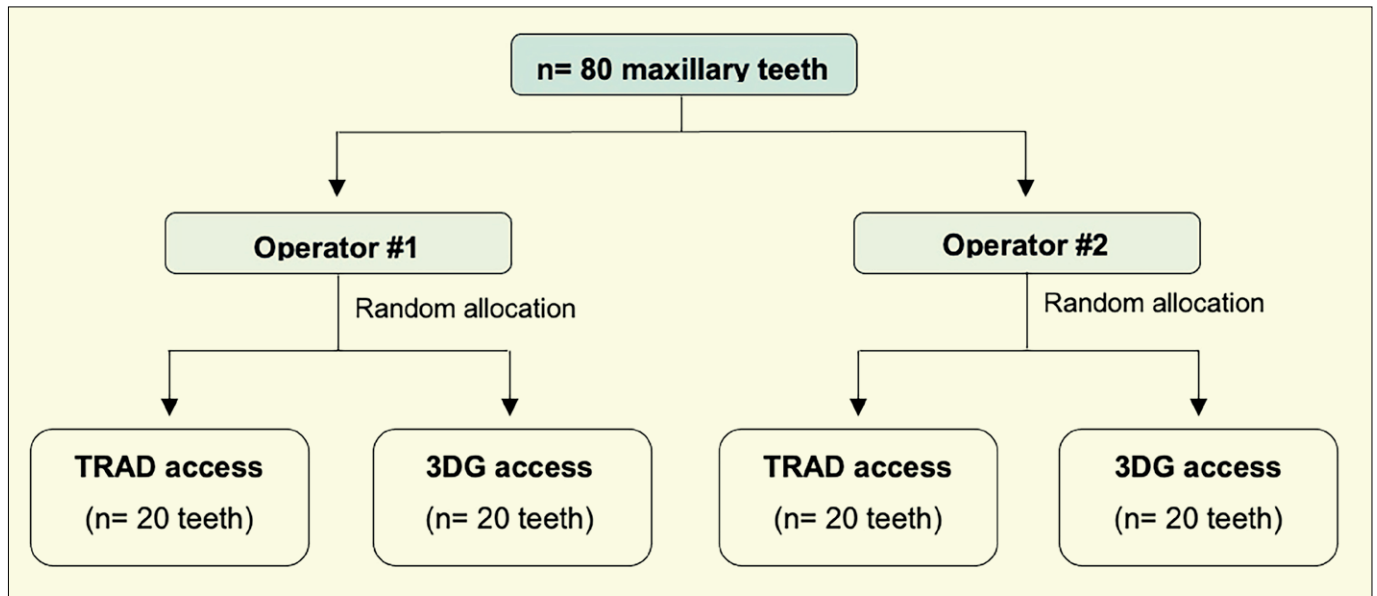 n= 80 maxillary teeth
Operator #1
Operator #2
Random allocation
Random allocation
TRAD access
(n= 20 teeth)
3DG access
(n= 20 teeth)
TRAD access
(n= 20 teeth)
3DG access
(n= 20 teeth)